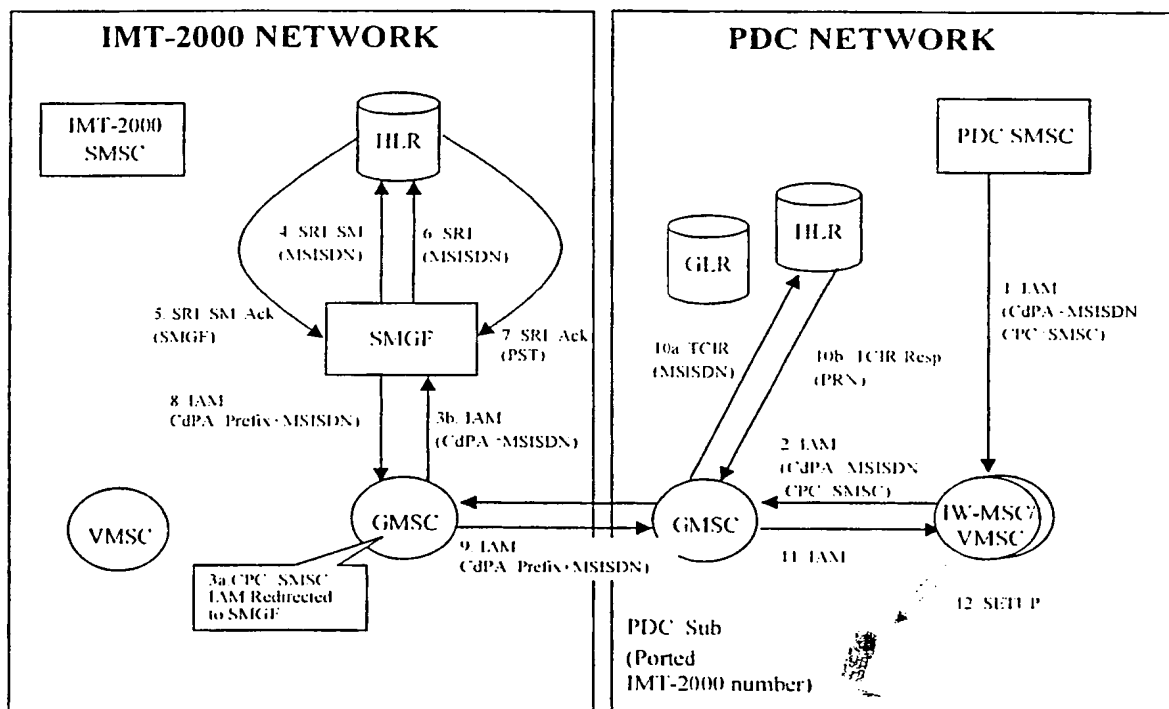 IMT-2000 NETWORK
PDC NETWORK
IMT-2000
SMSC
HLR
PDC SMSC
4. SRI SM
(MSISDN)
6. SRI
(MSISDN)
HLR
GLR
1. IAM
(CdPA=MSISDN
CPC=SMSC)
5. SRI SM Ack
(SMGF)
SMGF
7. SRI Ack
(PST)
10a TCIR
(MSISDN)
10b TCIR Resp
(PRN)
8. IAM
CdPA Prefix+MSISDN)
3b. IAM
(CdPA=MSISDN)
2. IAM
(CdPA=MSISDN
CPC SMSC)
VMSC
GMSC
GMSC
IW-MSC/
VMSC
9. IAM
CdPA Prefix+MSISDN)
11. IAM
3a CPC SMSC
IAM Redirected
to SMGF
12 SETUP
PDC Sub
(Ported
IMT-2000 number)